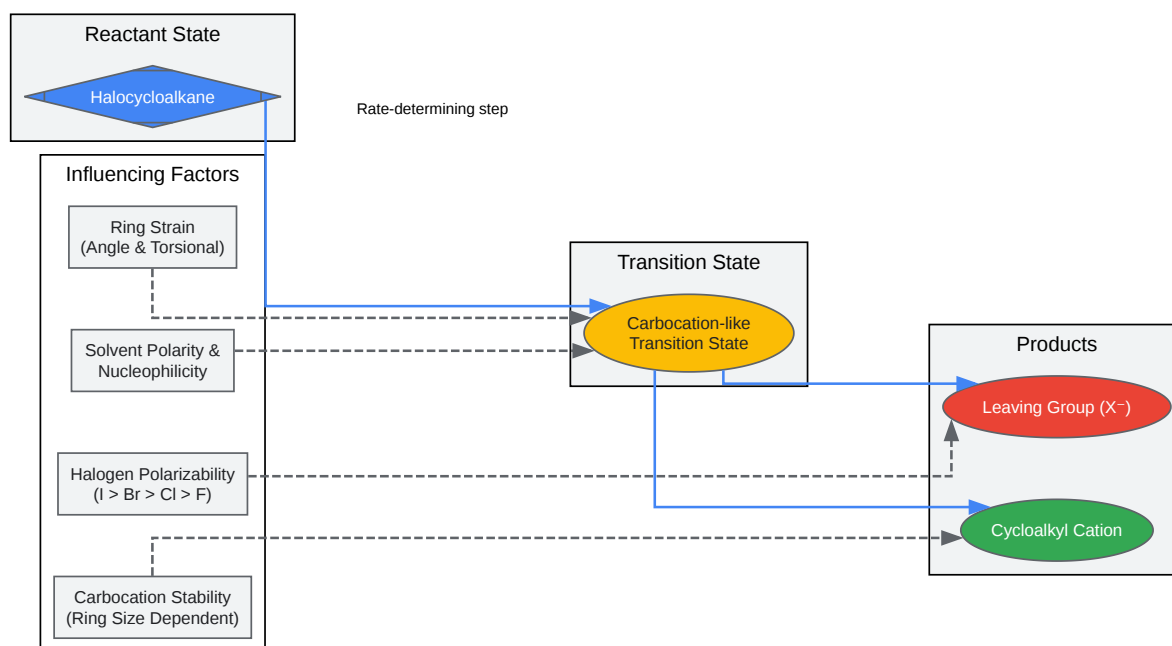 Reactant State
Halocycloalkane
Rate-determining step
Influencing Factors
Ring Strain
(Angle & Torsional)
Solvent Polarity &
Nucleophilicity
Halogen Polarizability
(I > Br > Cl > F)
Carbocation Stability
(Ring Size Dependent)
Transition State
Carbocation-like
Transition State
Products
Leaving Group (X⁻)
Cycloalkyl Cation